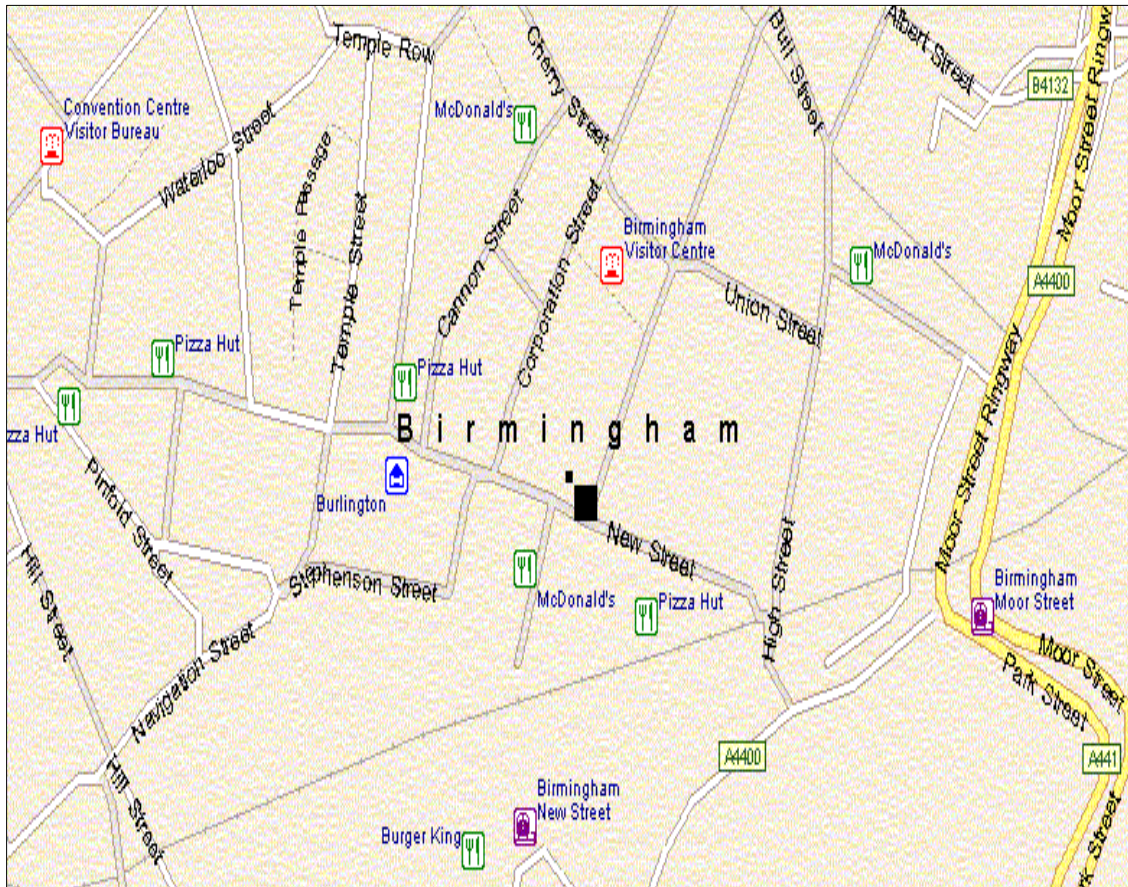 Temple Row
Cherry Street
Bull Street
Albert Street
B4132
Moor Street Ringw
Convention Centre
Visitor Bureau
McDonald's
Waterloo Street
Temple Passage
Temple Street
Cannon Street
Corporation Street
Birmingham
Visitor Centre
McDonald's
Union Street
A4400
Moor Street Ringway
Pizza Hut
Pizza Hut
zza Hut
Birmingham
Burlington
Pinfold Street
Hill Street
Stephenson Street
New Street
High Street
McDonald's
Pizza Hut
Birmingham
Moor Street
Moor Street
Park Street
Navigation Street
Hill Street
A4400
A441
Birmingham
New Street
Burger King
rk Street